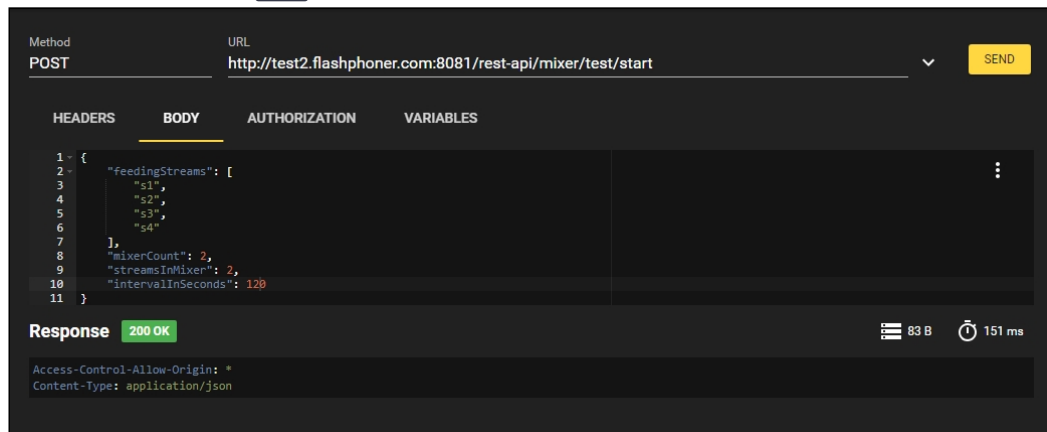 Method URL
POST http://test2.flashphoner.com:8081/rest-api/mixer/test/start SEND
HEADERS BODY AUTHORIZATION VARIABLES
1 {
2 "feedingStreams": [
3 "s1",
4 "s2",
5 "s3",
6 "s4"
7 ],
8 "mixerCount": 2,
9 "streamsInMixer": 2,
10 "intervalInSeconds": 120
11 }
Response 200 OK 83 B 151 ms
Access-Control-Allow-Origin: *
Content-Type: application/json